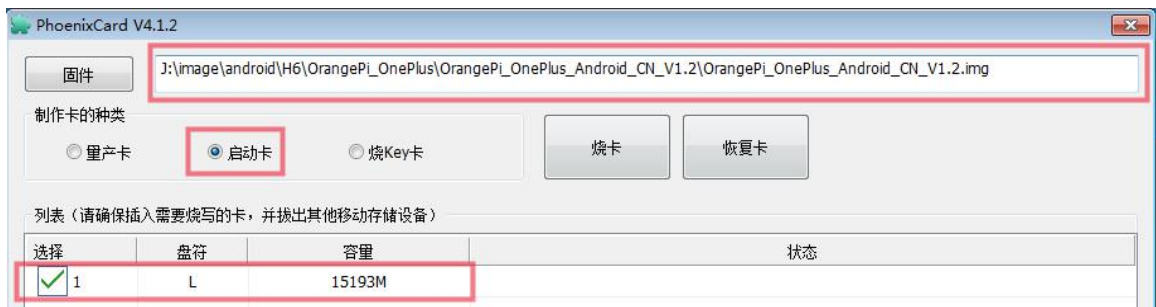 PhoenixCard V4.1.2
固件 J:\image\android\H6\OrangePi_OnePlus\OrangePi_OnePlus_Android_CN_V1.2\OrangePi_OnePlus_Android_CN_V1.2.img
制作卡的种类
量产卡 启动卡 烧Key卡 烧卡 恢复卡
列表（请确保插入需要烧写的卡，并拔出其他移动存储设备）
选择 盘符 容量 状态
1 L 15193M